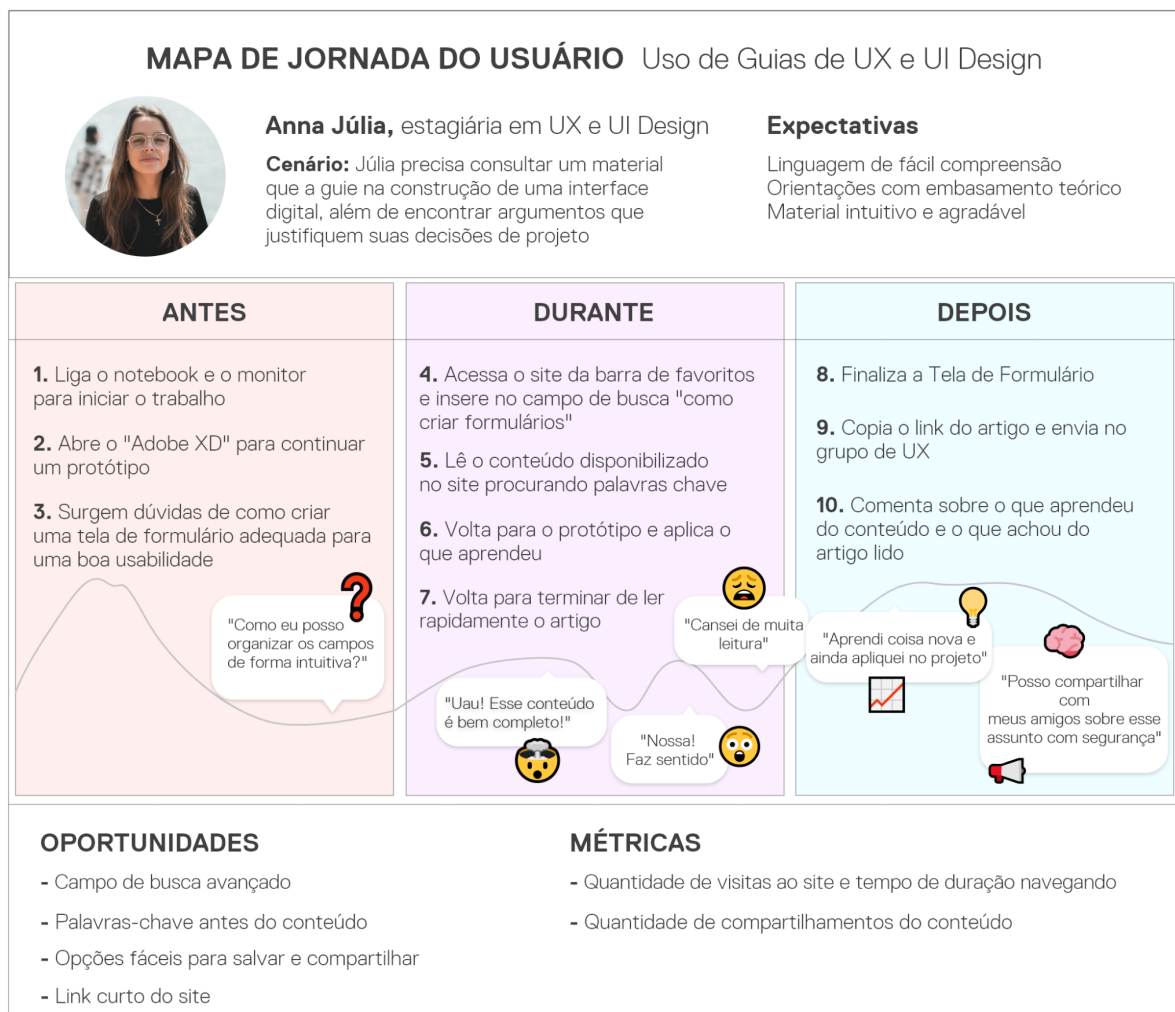 MAPA DE JORNADA DO USUÁRIO Uso de Guias de UX e UI Design
Anna Júlia, estagiária em UX e UI Design
Cenário: Júlia precisa consultar um material
que a guie na construção de uma interface
digital, além de encontrar argumentos que
justifiquem suas decisões de projeto
Expectativas
Linguagem de fácil compreensão
Orientações com embasamento teórico
Material intuitivo e agradável
ANTES
1. Liga o notebook e o monitor
para iniciar o trabalho
2. Abre o "Adobe XD" para continuar
um protótipo
3. Surgem dúvidas de como criar
uma tela de formulário adequada para
uma boa usabilidade
"Como eu posso
organizar os campos
de forma intuitiva?"
DURANTE
4. Acessa o site da barra de favoritos
e insere no campo de busca "como
criar formulários"
5. Lê o conteúdo disponibilizado
no site procurando palavras chave
6. Volta para o protótipo e aplica o
que aprendeu
7. Volta para terminar de ler
rapidamente o artigo
"Cansei de muita
leitura"
"Uau! Esse conteúdo
é bem completo!"
"Nossa!
Faz sentido"
DEPOIS
8. Finaliza a Tela de Formulário
9. Copia o link do artigo e envia no
grupo de UX
10. Comenta sobre o que aprendeu
do conteúdo e o que achou do
artigo lido
"Aprendi coisa nova e
ainda apliquei no projeto"
"Posso compartilhar
com
meus amigos sobre esse
assunto com segurança"
OPORTUNIDADES
- Campo de busca avançado
- Palavras-chave antes do conteúdo
- Opções fáceis para salvar e compartilhar
- Link curto do site
MÉTRICAS
- Quantidade de visitas ao site e tempo de duração navegando
- Quantidade de compartilhamentos do conteúdo